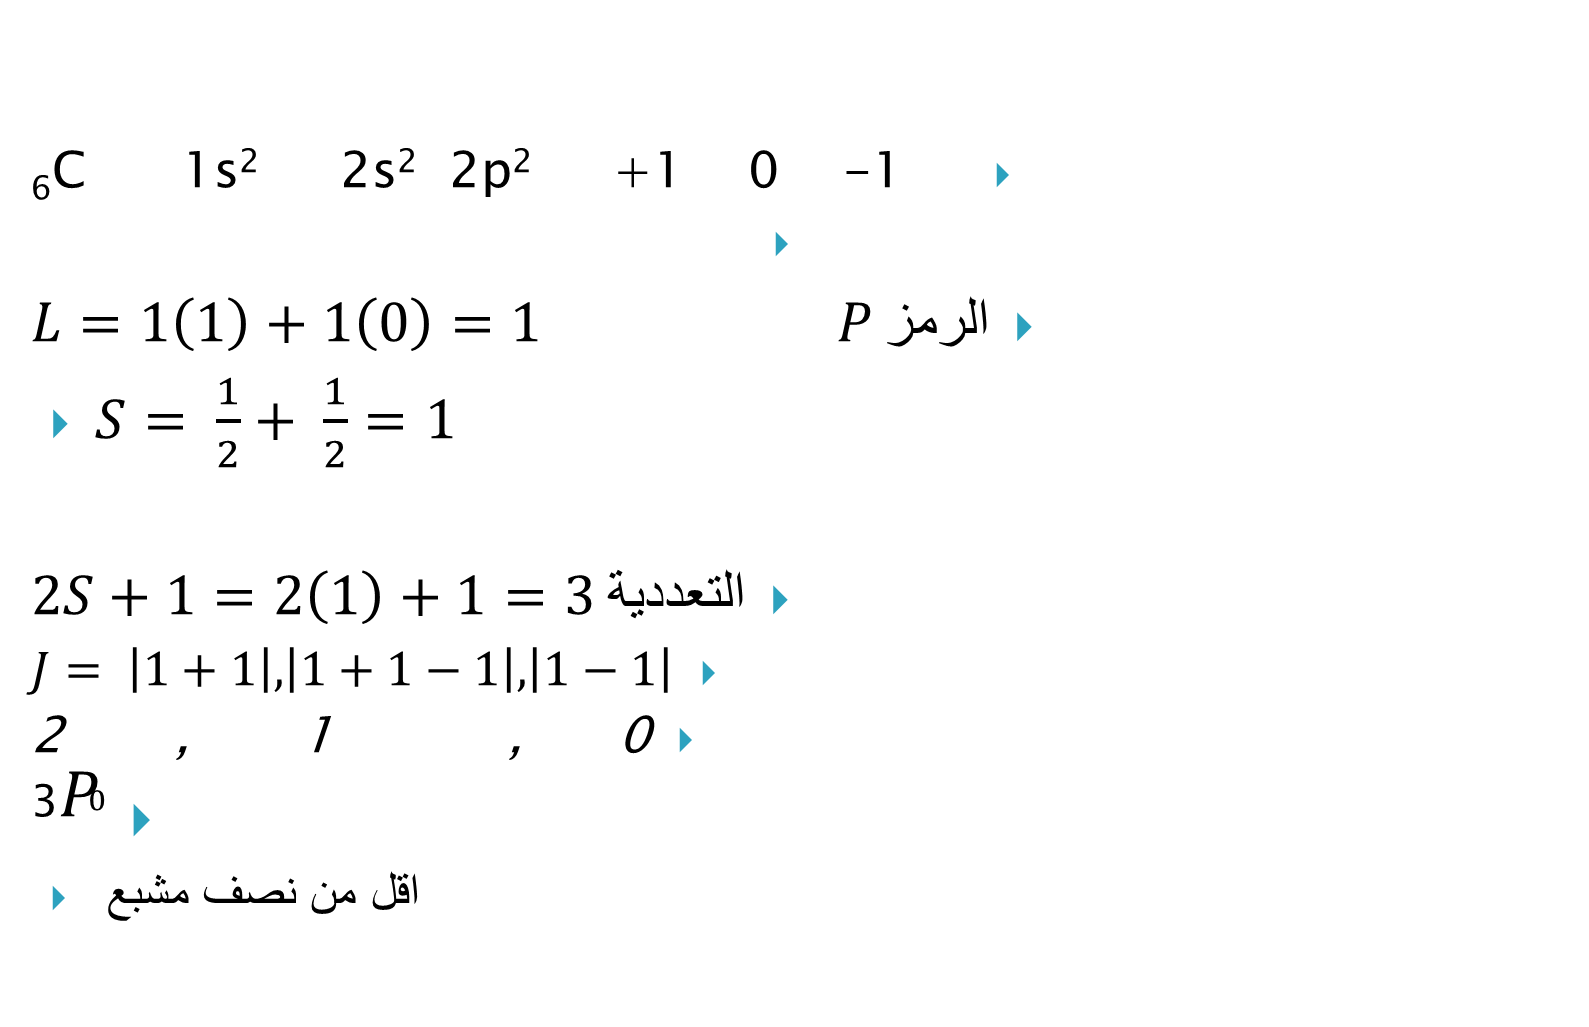 ₆C 1s² 2s² 2p² +1 0 -1
L = 1(1) + 1(0) = 1 الرمز P
S = 1/2 + 1/2 = 1
2S + 1 = 2(1) + 1 = 3 التعددية
J = |1 + 1|,|1 + 1 − 1|,|1 − 1|
2 , 1 , 0
3P₀
اقل من نصف مشبع